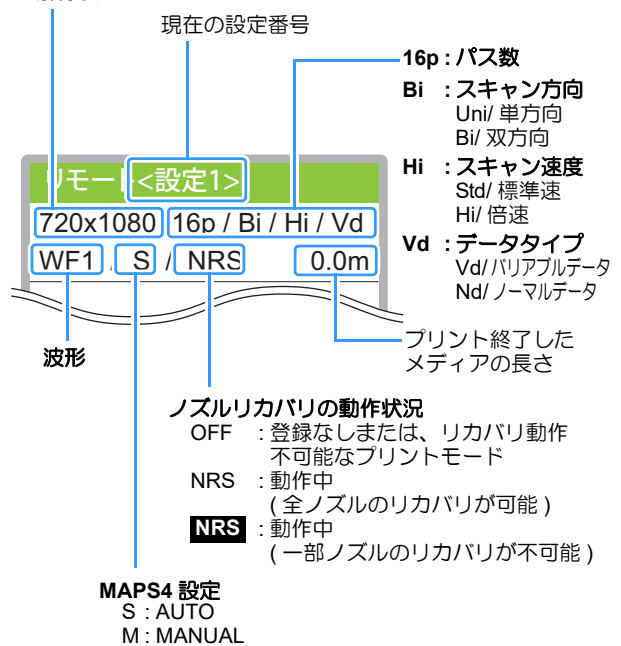 現在の設定番号
16p : パス数
Bi : スキャン方向
Uni/ 単方向
Bi/ 双方向
Hi : スキャン速度
Std/ 標準速
Hi/ 倍速
Vd : データタイプ
Vd/ バリアブルデータ
Nd/ ノーマルデータ
リモート<設定1>
720x1080 16p / Bi / Hi / Vd
WF1 / S / NRS 0.0m
波形
プリント終了した
メディアの長さ
ノズルリカバリの動作状況
OFF : 登録なしまたは、リカバリ動作
不可能なプリントモード
NRS : 動作中
( 全ノズルのリカバリが可能 )
NRS : 動作中
( 一部ノズルのリカバリが不可能 )
MAPS4 設定
S : AUTO
M : MANUAL